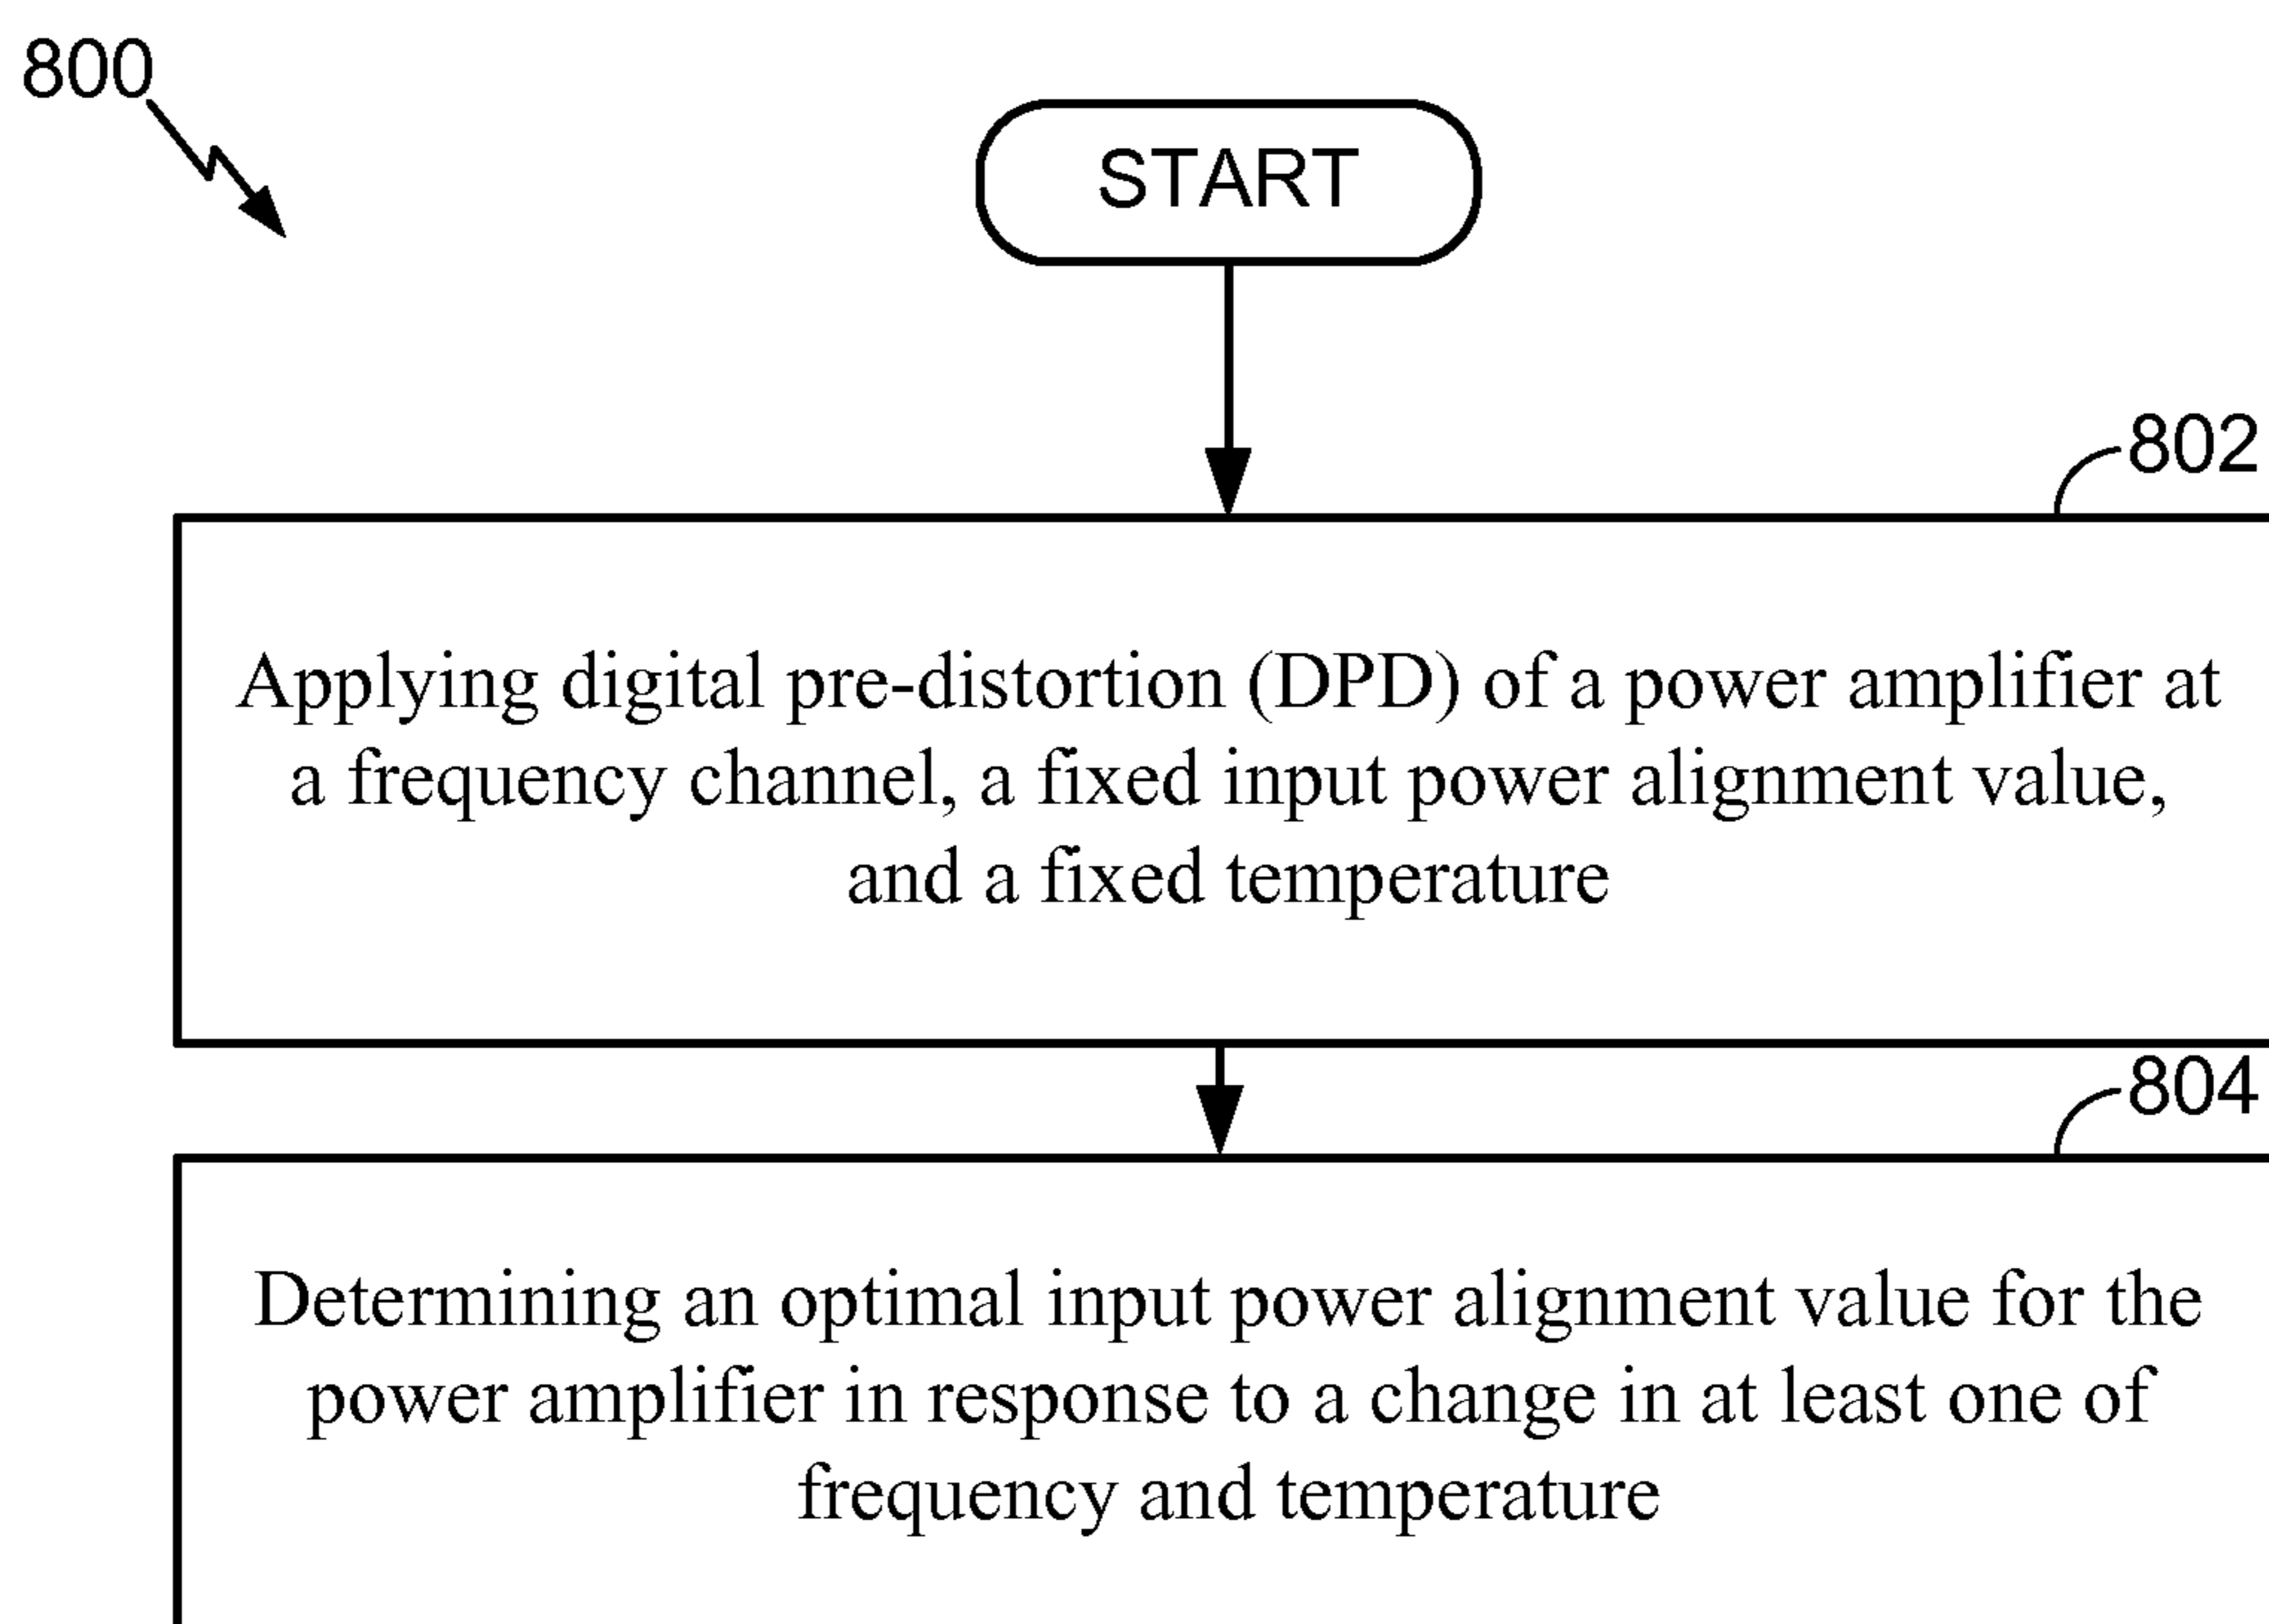 800
START
802
Applying digital pre-distortion (DPD) of a power amplifier at
a frequency channel, a fixed input power alignment value,
and a fixed temperature
804
Determining an optimal input power alignment value for the
power amplifier in response to a change in at least one of
frequency and temperature